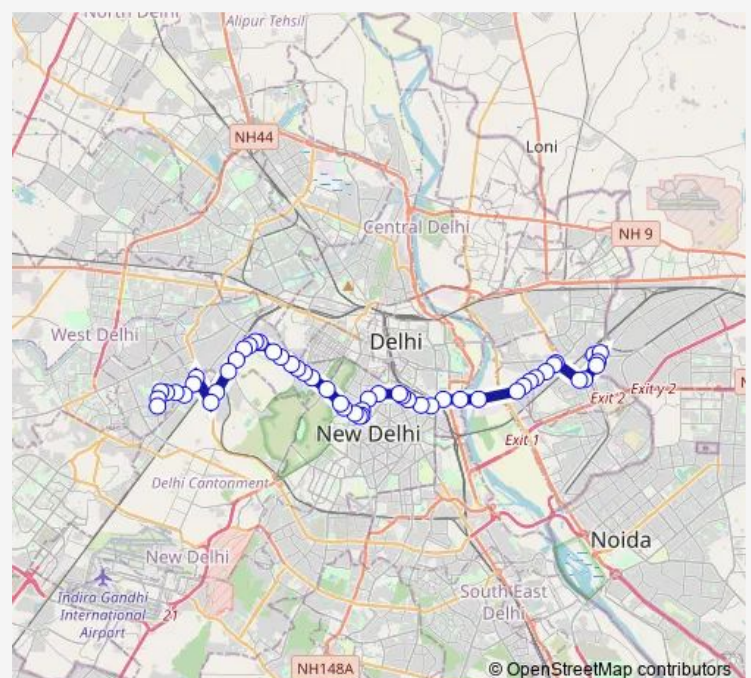 North Delhi
Alipur Tehsil
NH44
Loni
Central Delhi
NH 9
West Delhi
Delhi
Exit 2
Exit y 2
New Delhi
Exit 1
Delhi Cantonment
New Delhi
Noida
Indira Gandhi
International
Airport
21
South East
Delhi
NH148A
© OpenStreetMap contributors